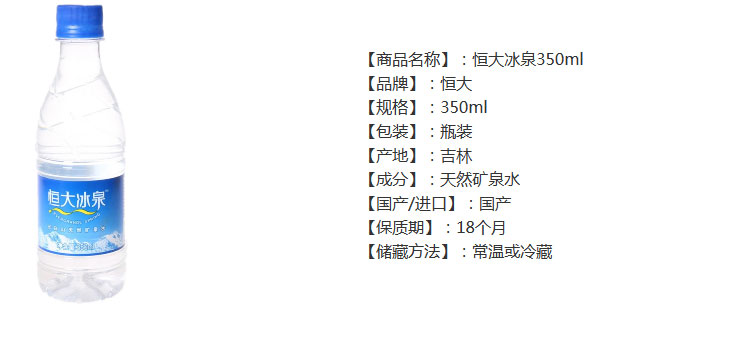 恒大冰泉
【商品名称】：恒大冰泉350ml
【品牌】：恒大
【规格】：350ml
【包装】：瓶装
【产地】：吉林
【成分】：天然矿泉水
【国产/进口】：国产
【保质期】：18个月
【储藏方法】：常温或冷藏